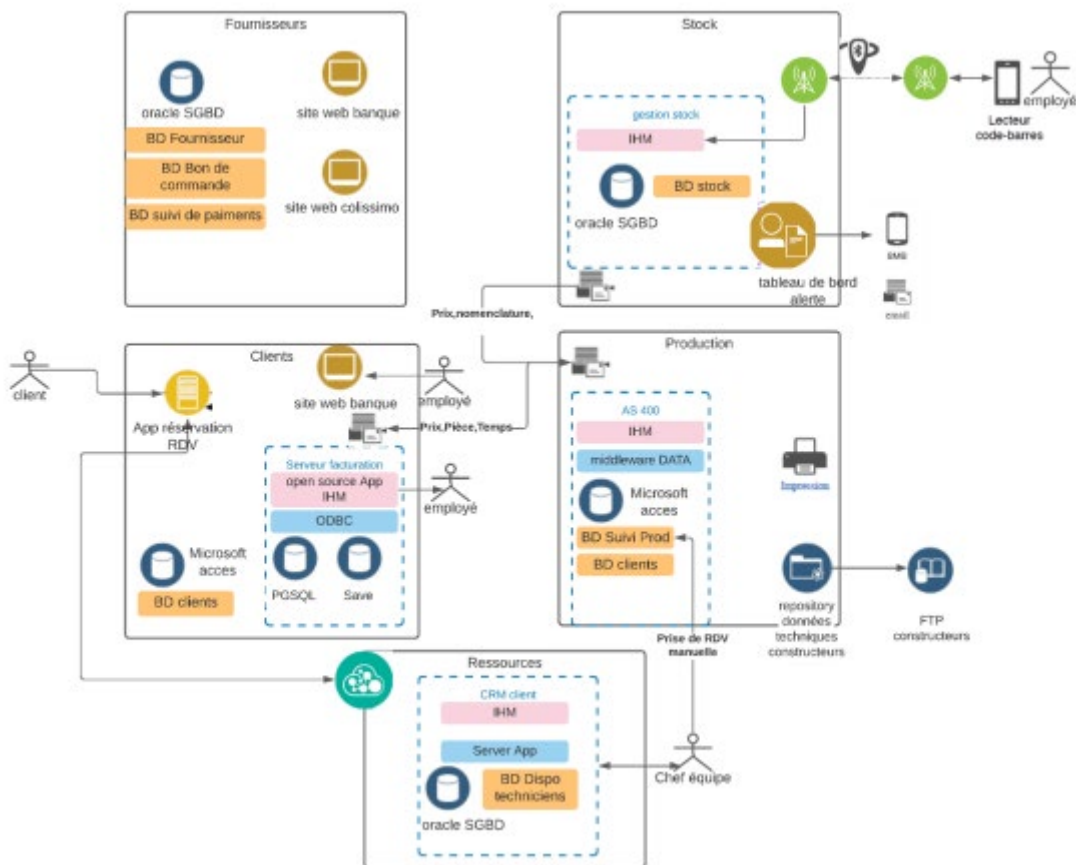 Fournisseurs
oracle SGBD
BD Fournisseur
BD Bon de
commande
BD suivi de paiments
site web banque
site web colissimo
Stock
gestion stock
IHM
BD stock
oracle SGBD
tableau de bord
alerte
employé
Lecteur
code-barres
SMS
email
Prix,nomenclature,
Clients
client
App réservation
RDV
site web banque
employé
Prix,Pièce,Temps
Serveur facturation
open source App
IHM
ODBC
PGSQL
Save
employé
Microsoft
acces
BD clients
Production
AS 400
IHM
middleware DATA
Microsoft
acces
BD Suivi Prod
BD clients
Impression
repository
données
techniques
constructeurs
FTP
constructeurs
Prise de RDV
manuelle
Ressources
CRM client
IHM
Server App
BD Dispo
techniciens
oracle SGBD
Chef équipe